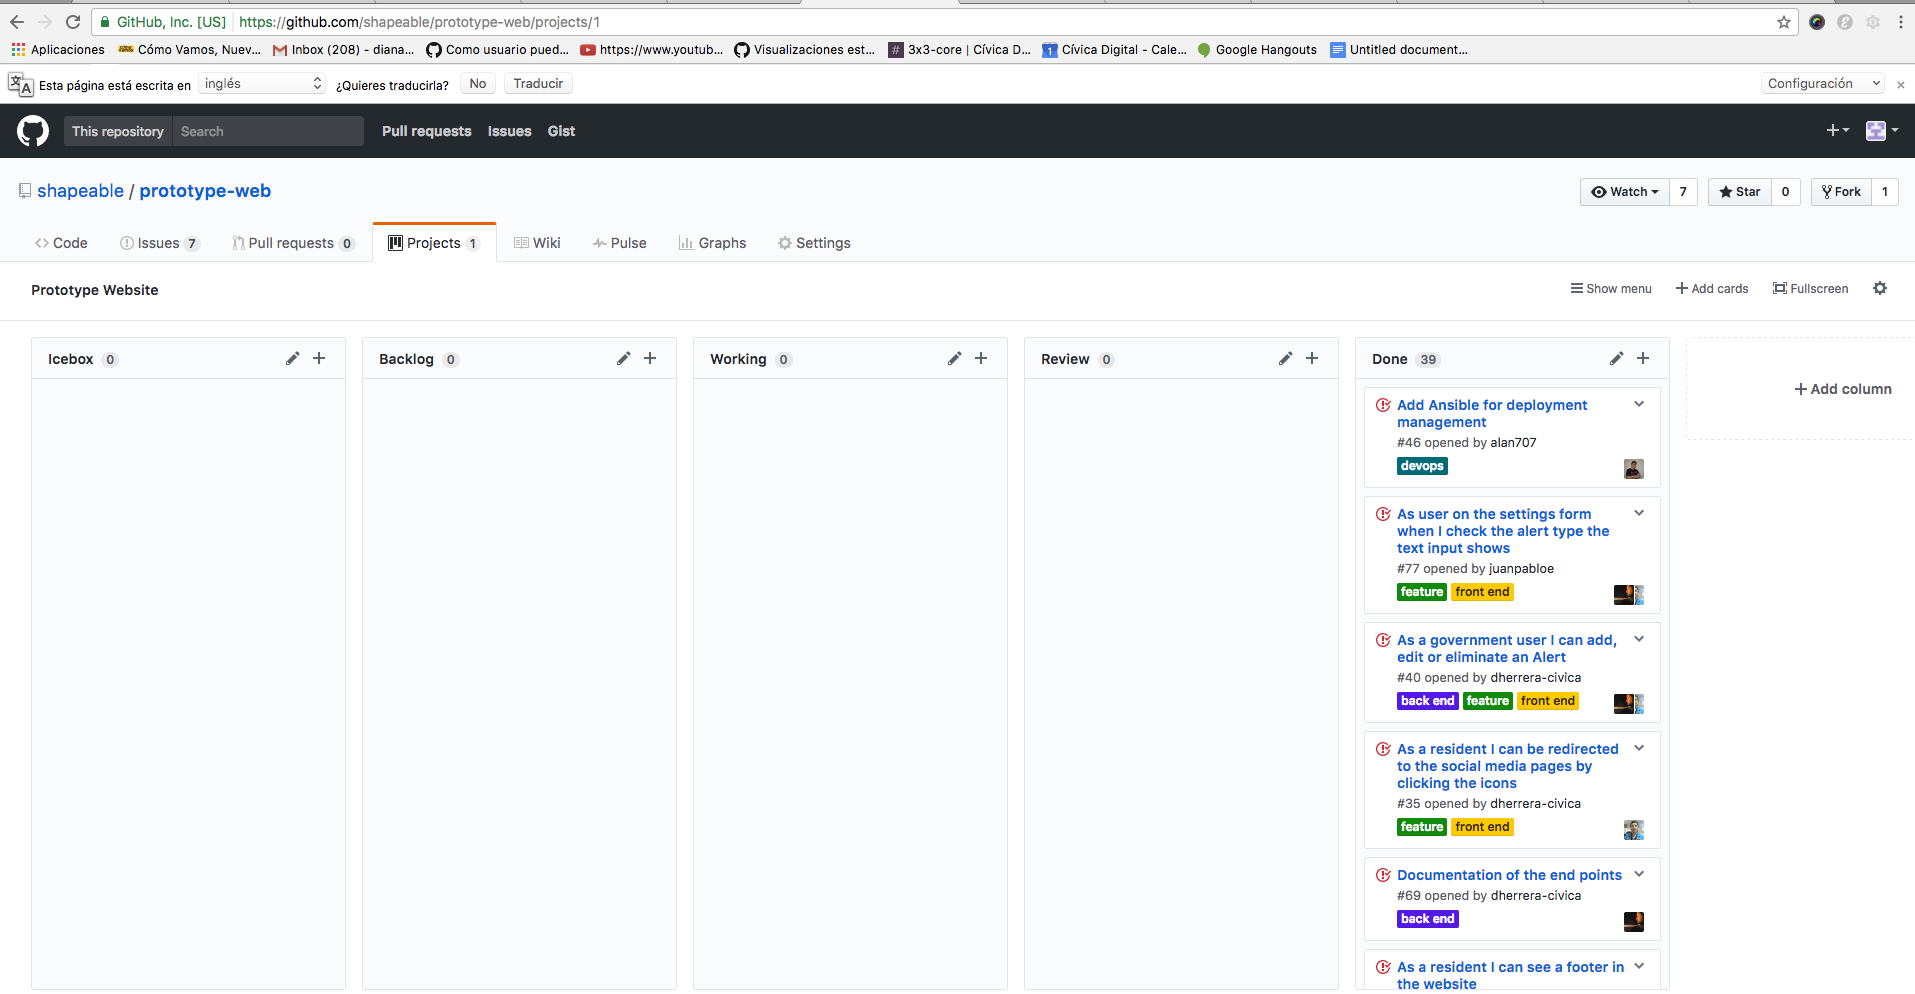 GitHub, Inc. [US] https://github.com/shapeable/prototype-web/projects/1
Aplicaciones Cómo Vamos, Nuev... Inbox (208) - diana... Como usuario pued... https://www.youtub... Visualizaciones est... # 3x3-core | Cívica D... 1 Cívica Digital - Cale... Google Hangouts Untitled document...
Esta página está escrita en inglés ¿Quieres traducirla? No Traducir Configuración
This repository Search Pull requests Issues Gist
shapeable / prototype-web Watch 7 Star 0 Fork 1
Code Issues 7 Pull requests 0 Projects 1 Wiki Pulse Graphs Settings
Prototype Website Show menu Add cards Fullscreen
Icebox 0 Backlog 0 Working 0 Review 0 Done 39
Add column
Add Ansible for deployment
management
#46 opened by alan707
devops
As user on the settings form
when I check the alert type the
text input shows
#77 opened by juanpabloe
feature front end
As a government user I can add,
edit or eliminate an Alert
#40 opened by dherrera-civica
back end feature front end
As a resident I can be redirected
to the social media pages by
clicking the icons
#35 opened by dherrera-civica
feature front end
Documentation of the end points
#69 opened by dherrera-civica
back end
As a resident I can see a footer in
the website